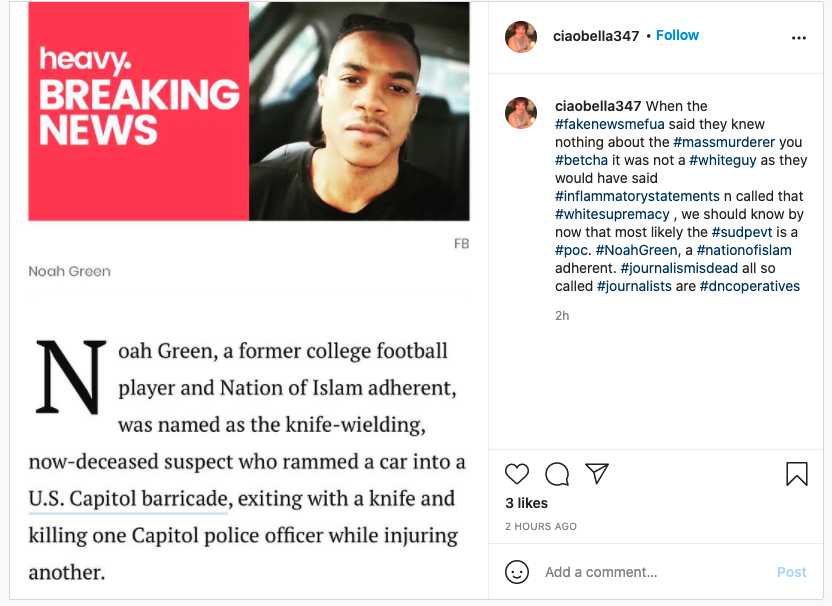 heavy.
BREAKING
NEWS
FB
Noah Green
Noah Green, a former college football
player and Nation of Islam adherent,
was named as the knife-wielding,
now-deceased suspect who rammed a car into a
U.S. Capitol barricade, exiting with a knife and
killing one Capitol police officer while injuring
another.
ciaobella347 • Follow
ciaobella347 When the
#fakenewsmefua said they knew
nothing about the #massmurderer you
#betcha it was not a #whiteguy as they
would have said
#inflammatorystatements n called that
#whitesupremacy , we should know by
now that most likely the #sudpevt is a
#poc. #NoahGreen, a #nationofislam
adherent. #journalismisdead all so
called #journalists are #dncoperatives
2h
3 likes
2 HOURS AGO
Add a comment...
Post